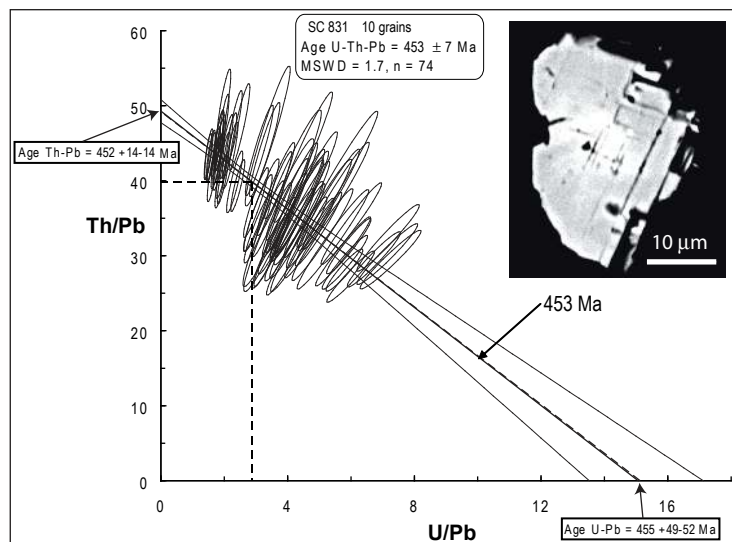 SC 831 10 grains
Age U-Th-Pb = 453 ± 7 Ma
MSWD = 1.7, n = 74
60
50
40
30
20
10
0
Th/Pb
Age Th-Pb = 452 +14-14 Ma
10 µm
453 Ma
0
4
8
12
16
U/Pb
Age U-Pb = 455 +49-52 Ma